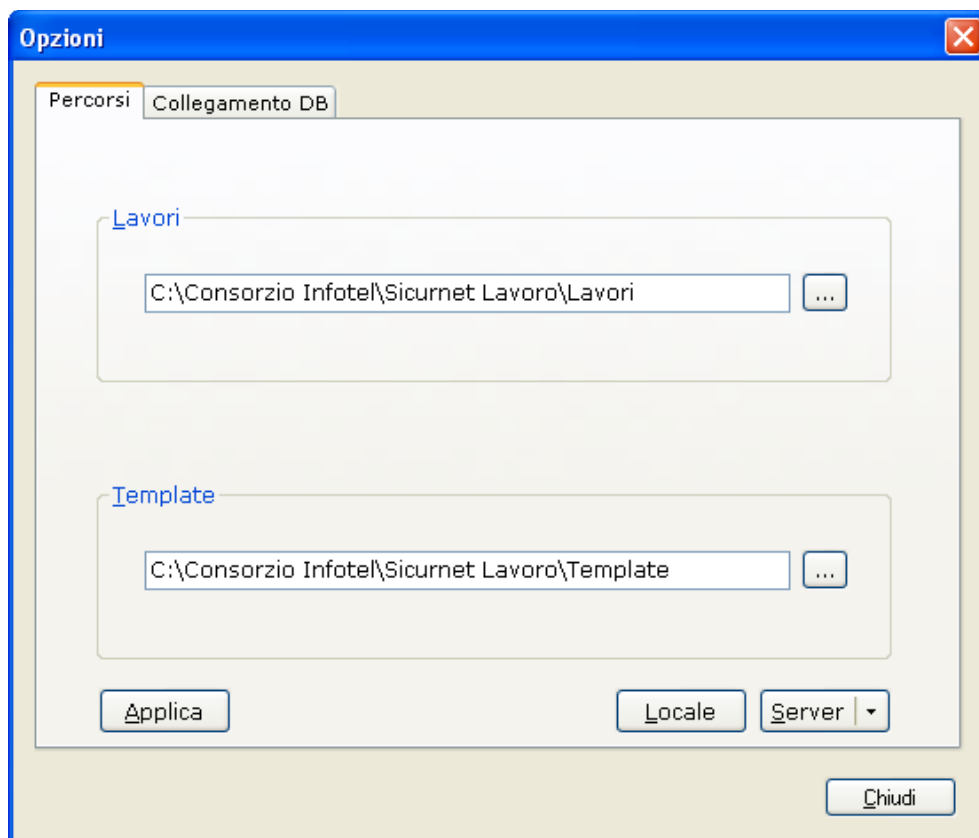 Opzioni
Percorsi
Collegamento DB
Lavori
C:\Consorzio Infotel\Sicurnet Lavoro\Lavori
...
Template
C:\Consorzio Infotel\Sicurnet Lavoro\Template
...
Applica
Locale
Server
Chiudi